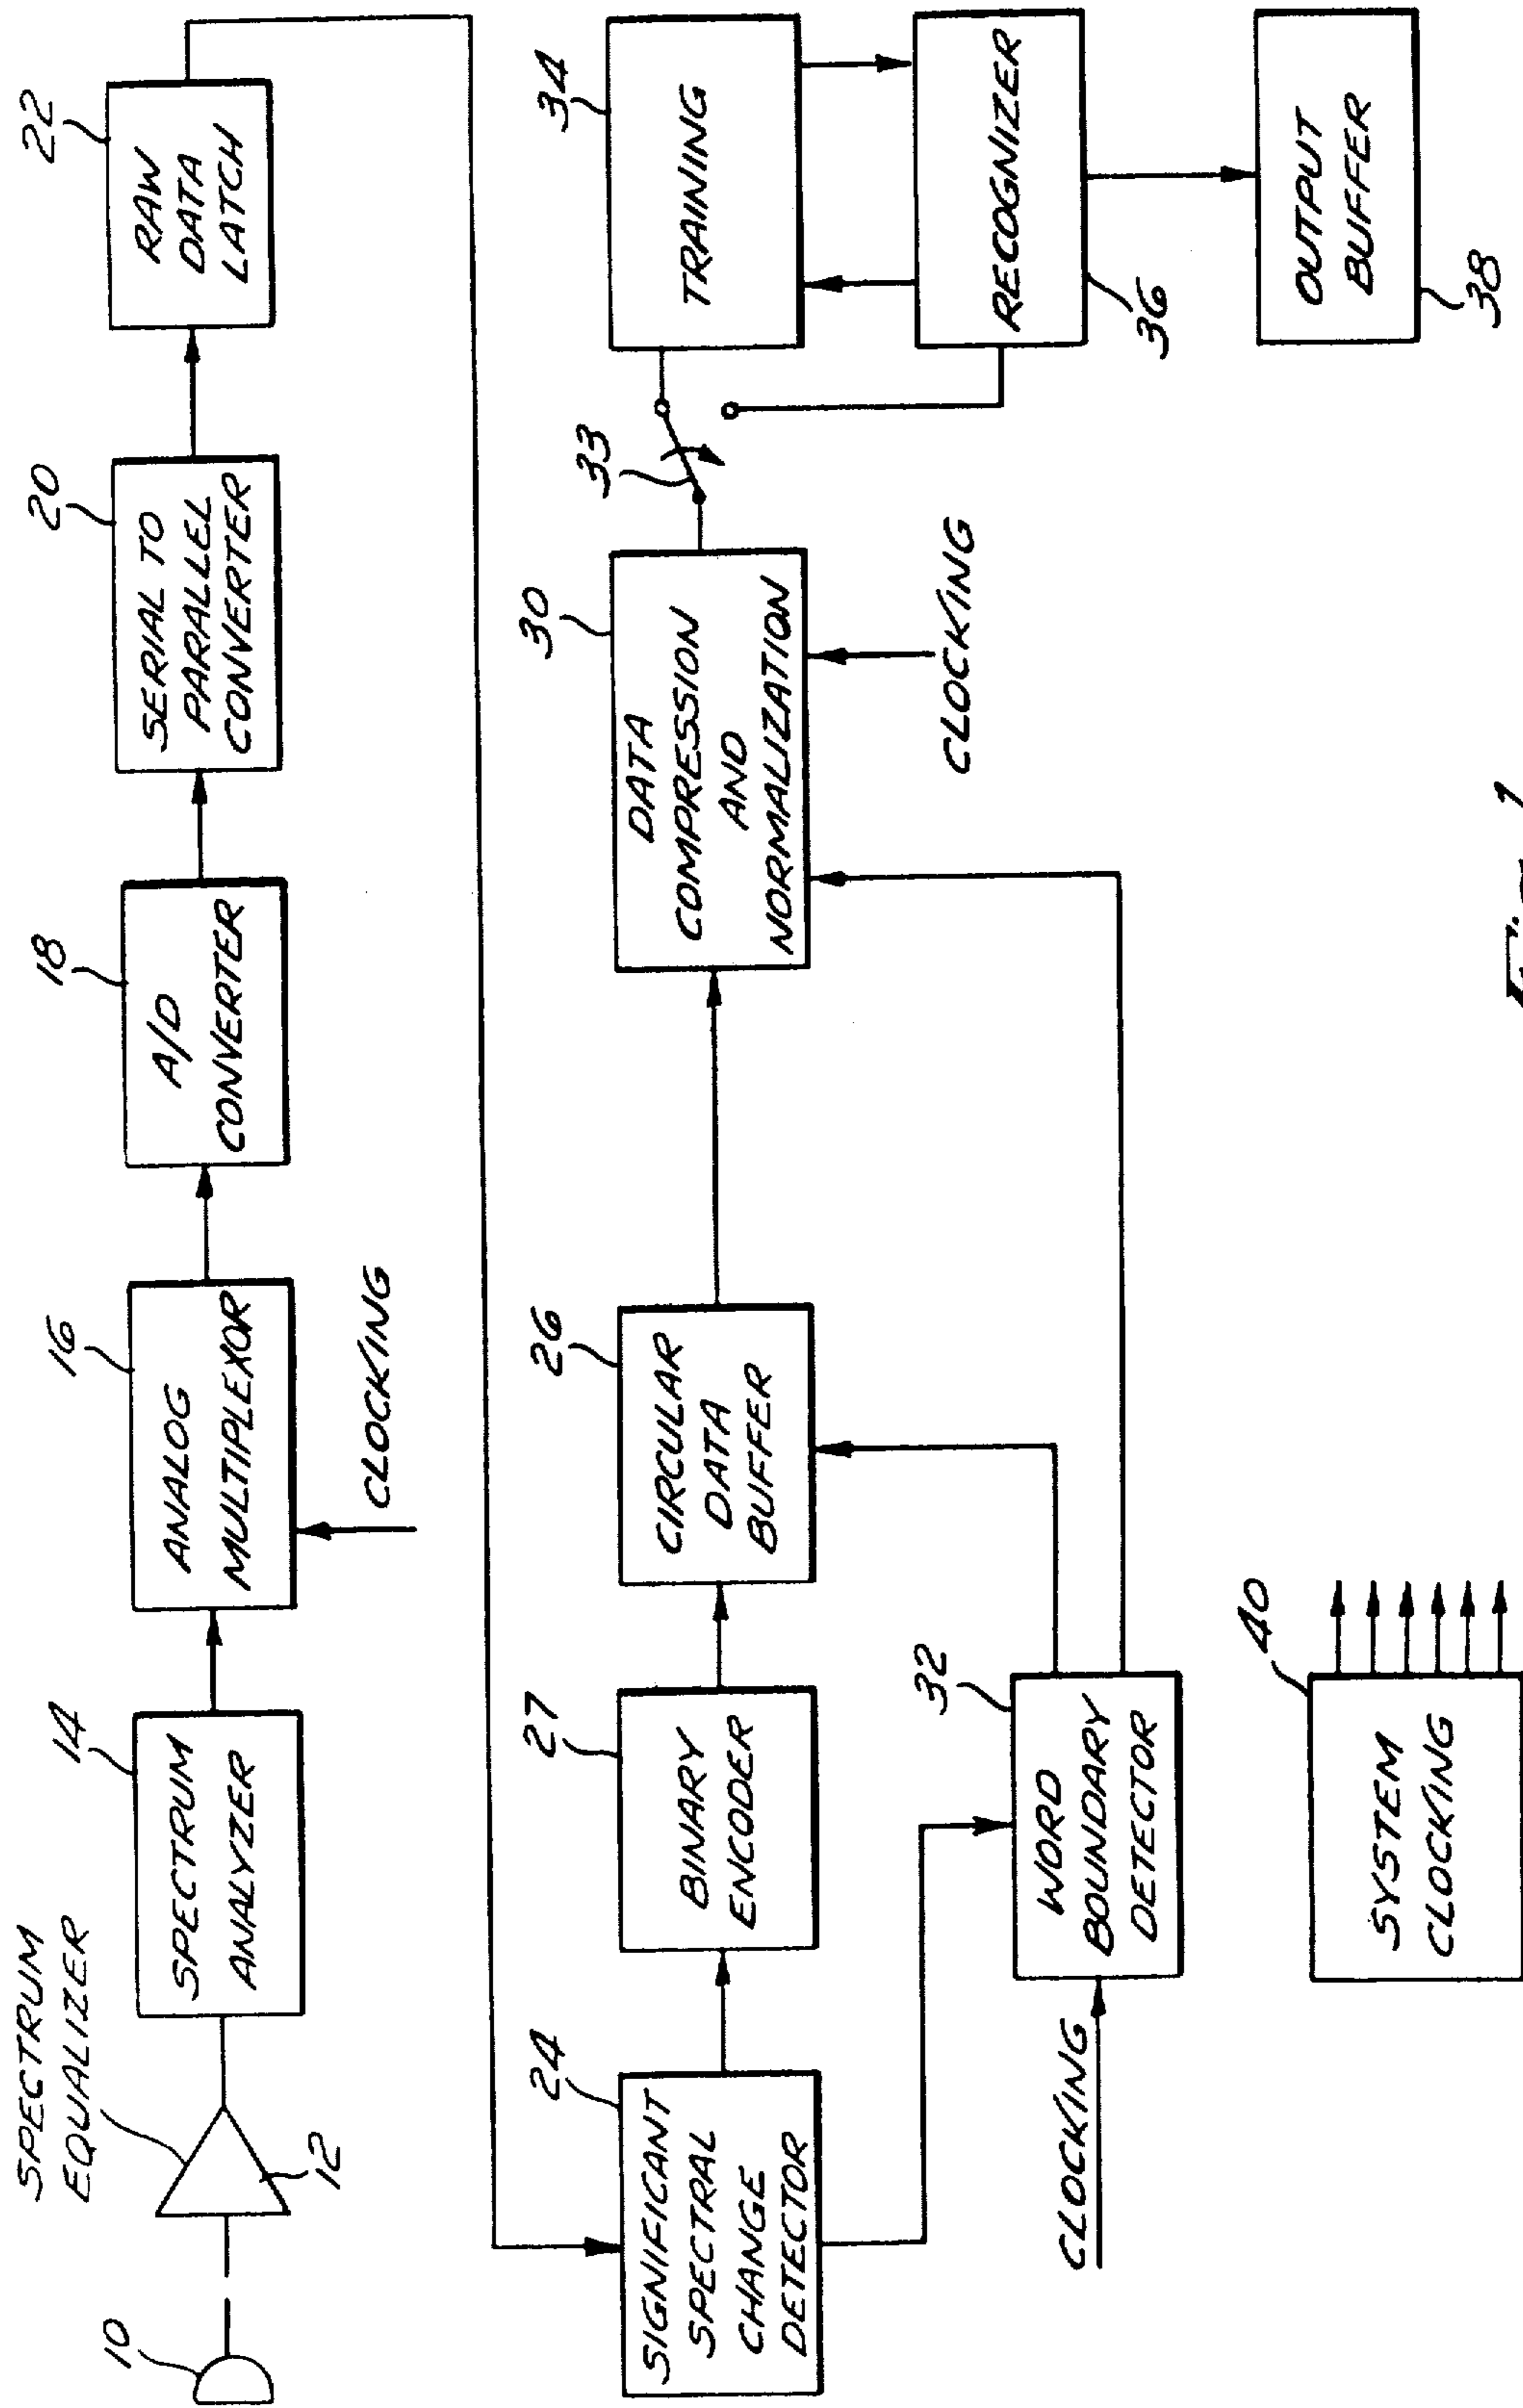 SPECTRUM
EQUALIZER
10
12
14
SPECTRUM
ANALYZER
16
ANALOG
MULTIPLEXOR
CLOCKING
18
A/D
CONVERTER
20
SERIAL TO
PARALLEL
CONVERTER
22
RAW
DATA
LATCH
24
SIGNIFICANT
SPECTRAL
CHANGE
DETECTOR
27
BINARY
ENCODER
26
CIRCULAR
DATA
BUFFER
30
DATA
COMPRESSION
AND
NORMALIZATION
CLOCKING
33
34
TRAINING
RECOGNIZER
36
OUTPUT
BUFFER
38
CLOCKING
32
WORD
BOUNDARY
DETECTOR
40
SYSTEM
CLOCKING
Fig. 1